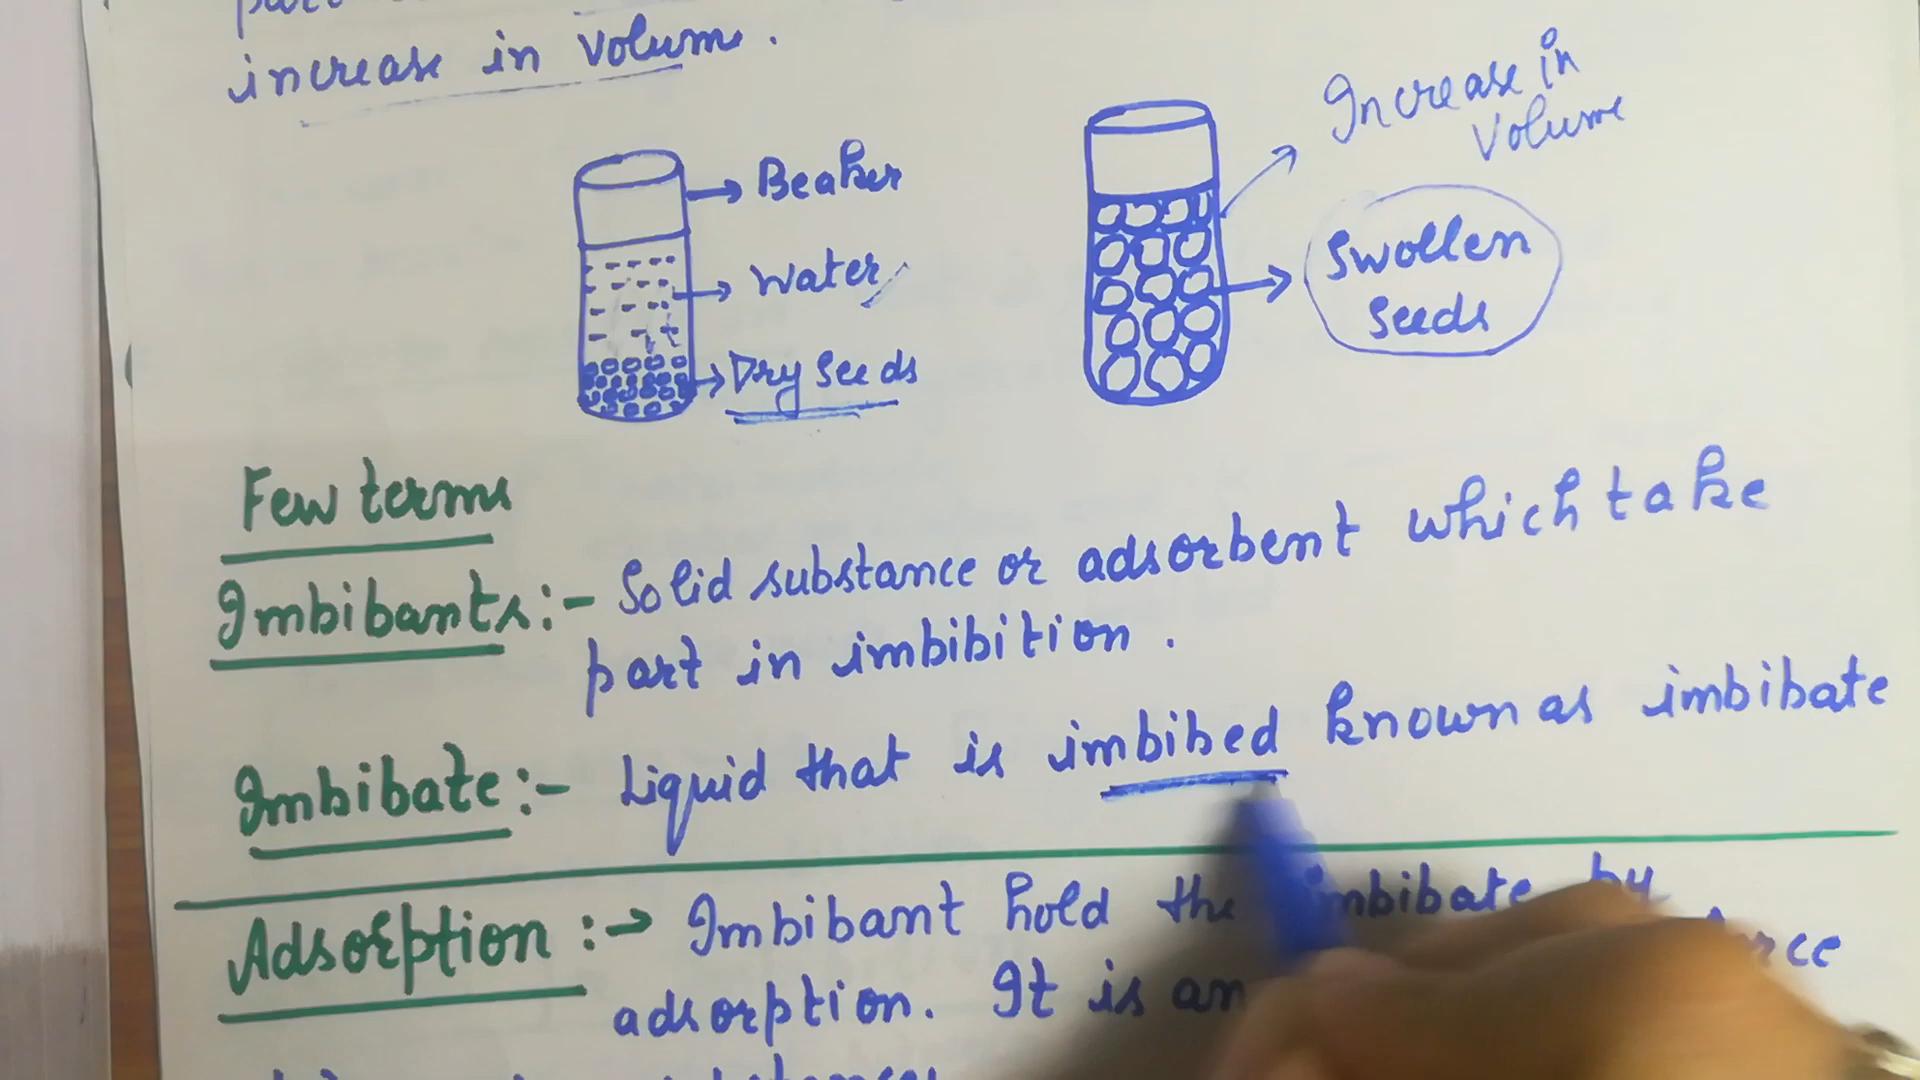 increase in volume.
Beaker
Water
Dry seeds
Increase in
Volume
Swollen
Seeds
Few terms
Imbibants:- Solid substance or adsorbent which take
part in imbibition.
Imbibate:- Liquid that is imbibed known as imbibate
Adsorption:→ Imbibant hold the imbibate by
adsorption. It is an